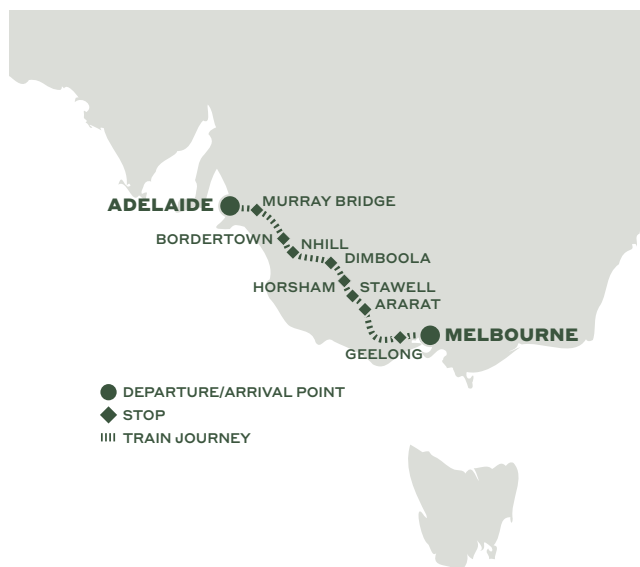 ADELAIDE
MURRAY BRIDGE
BORDERTOWN
NHILL
DIMBOOLA
HORSHAM
STAWELL
ARARAT
MELBOURNE
GEELONG
DEPARTURE/ARRIVAL POINT
STOP
TRAIN JOURNEY